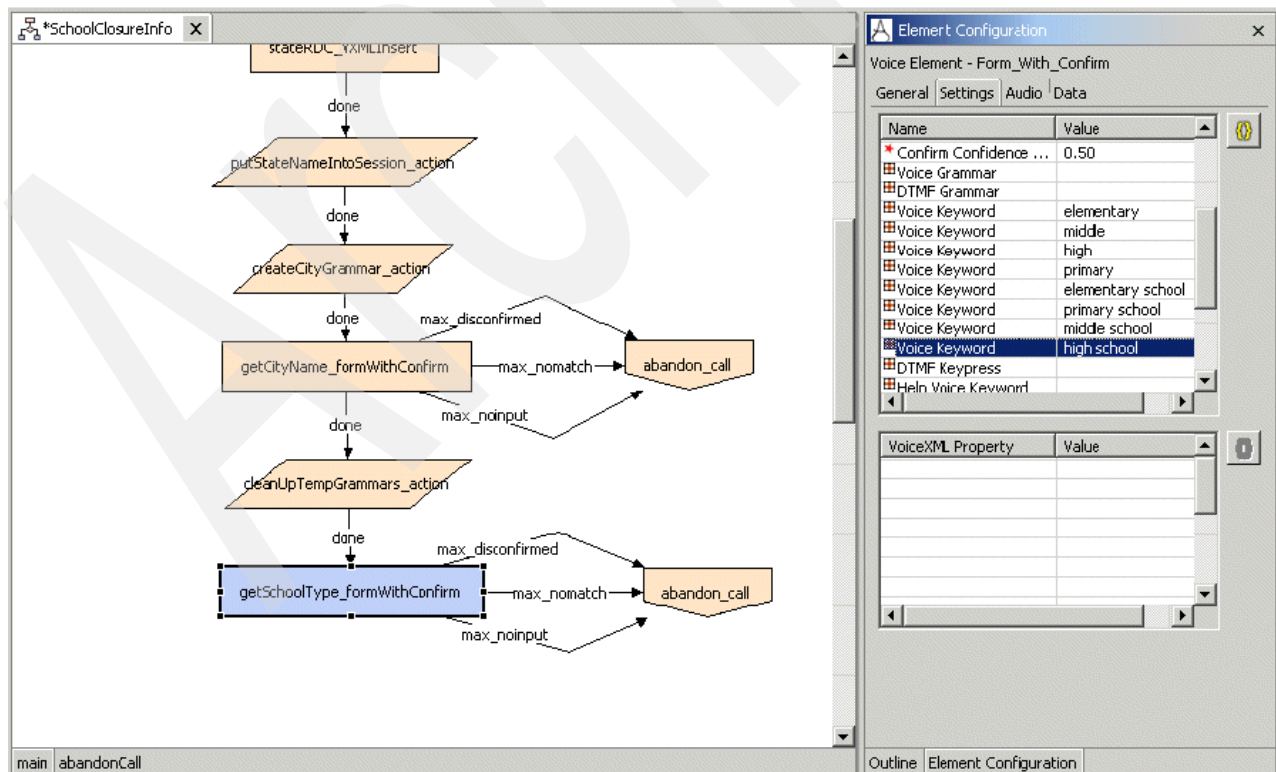 *SchoolClosureInfo X
stateRDC_VXMLInsert
done
putStateNameIntoSession_action
done
createCityGrammar_action
done
max_disconfirmed
getCityName_formWithConfirm
max_nomatch
abandon_call
max_noinput
done
cleanUpTempGrammars_action
done
max_disconfirmed
getSchoolType_formWithConfirm
max_nomatch
abandon_call
max_noinput
main abandonCall
Element Configuration
Voice Element - Form_With_Confirm
General Settings Audio Data
Name Value
* Confirm Confidence ... 0.50
Voice Grammar
DTMF Grammar
Voice Keyword elementary
Voice Keyword middle
Voice Keyword high
Voice Keyword primary
Voice Keyword elementary school
Voice Keyword primary school
Voice Keyword middle school
Voice Keyword high school
DTMF Keypress
Help Voice Keyword
VoiceXML Property Value
Outline Element Configuration